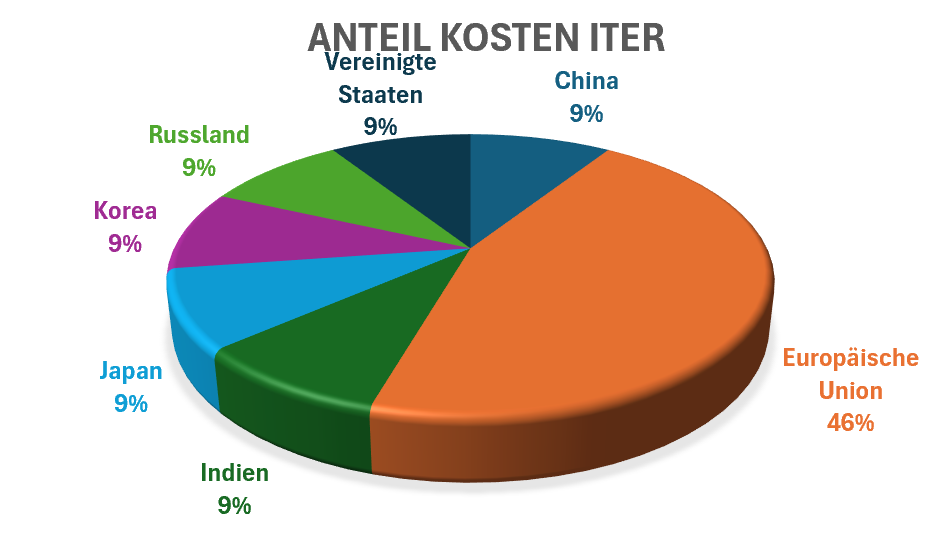 ANTEIL KOSTEN ITER
Vereinigte
Staaten
9%
China
9%
Russland
9%
Korea
9%
Japan
9%
Europäische
Union
46%
Indien
9%